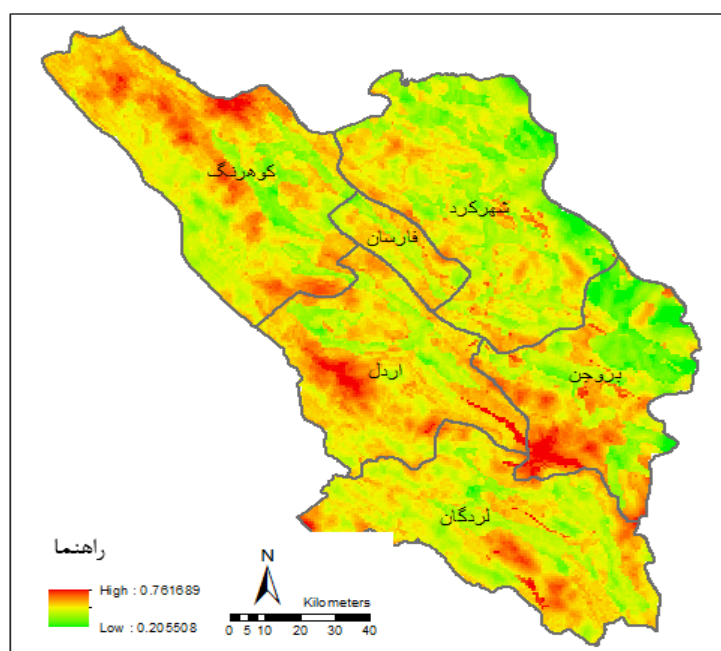 کوهرنگ
شهرکرد
فارسان
اردل
بروجن
لردگان
راهنما
High : 0.761689
Low : 0.205508
N
Kilometers
0 5 10 20 30 40